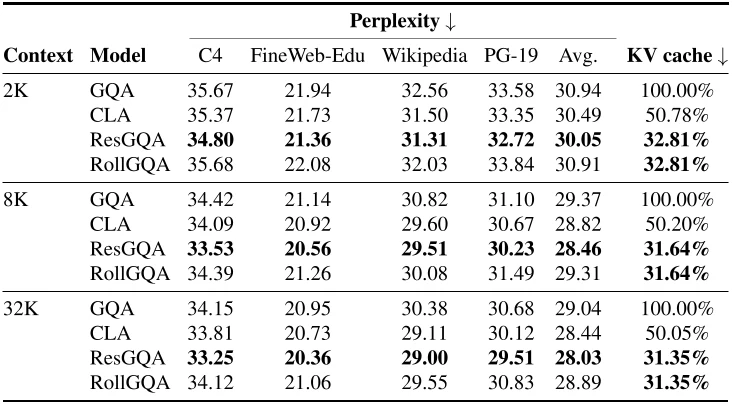 Perplexity ↓
Context Model C4 FineWeb-Edu Wikipedia PG-19 Avg. KV cache ↓
2K GQA 35.67 21.94 32.56 33.58 30.94 100.00%
CLA 35.37 21.73 31.50 33.35 30.49 50.78%
ResGQA 34.80 21.36 31.31 32.72 30.05 32.81%
RollGQA 35.68 22.08 32.03 33.84 30.91 32.81%
8K GQA 34.42 21.14 30.82 31.10 29.37 100.00%
CLA 34.09 20.92 29.60 30.67 28.82 50.20%
ResGQA 33.53 20.56 29.51 30.23 28.46 31.64%
RollGQA 34.39 21.26 30.08 31.49 29.31 31.64%
32K GQA 34.15 20.95 30.38 30.68 29.04 100.00%
CLA 33.81 20.73 29.11 30.12 28.44 50.05%
ResGQA 33.25 20.36 29.00 29.51 28.03 31.35%
RollGQA 34.12 21.06 29.55 30.83 28.89 31.35%